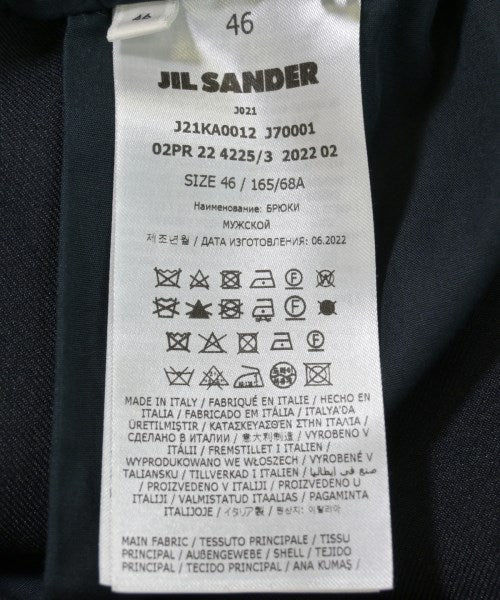 46
46
JIL SANDER
J021
J21KA0012 J70001
02PR 22 4225/3 2022 02
SIZE 46 / 165/68A
Наименование: БРЮКИ
МУЖСКОЙ
제조년월 / ДАТА ИЗГОТОВЛЕНИЯ: 06.2022
F W
F
F
MADE IN ITALY / FABRIQUÉ EN ITALIE / HECHO EN
ITALIA / FABRICADO EM ITÁLIA / ITALYA'DA
ÜRETILMIŞTIR / ΚΑΤΑΣΚΕΥΑΣΘΕΝ ΣΤΗΝ ΙΤΑΛΙΑ /
СДЕЛАНО В ИТАЛИИ / 意大利制造 / VYROBENO V
ITÁLII / FREMSTILLET I ITALIEN /
WYPRODUKOWANO WE WŁOSZECH / VYROBENÉ V
TALIANSKU / TILLVERKAD I ITALIEN / صنع في إيطاليا
/ PROIZVEDENO V ITALIJI / PROIZVEDENO U
ITALIJI / VALMISTATUD ITAALIAS / PAGAMINTA
ITALIJOJE / イタリア製 / 원산지: 이탈리아
MAIN FABRIC / TESSUTO PRINCIPALE / TISSU
PRINCIPAL / AUßENGEWEBE / SHELL / TEJIDO
PRINCIPAL / TECIDO PRINCIPAL / ANA KUMAŞ /